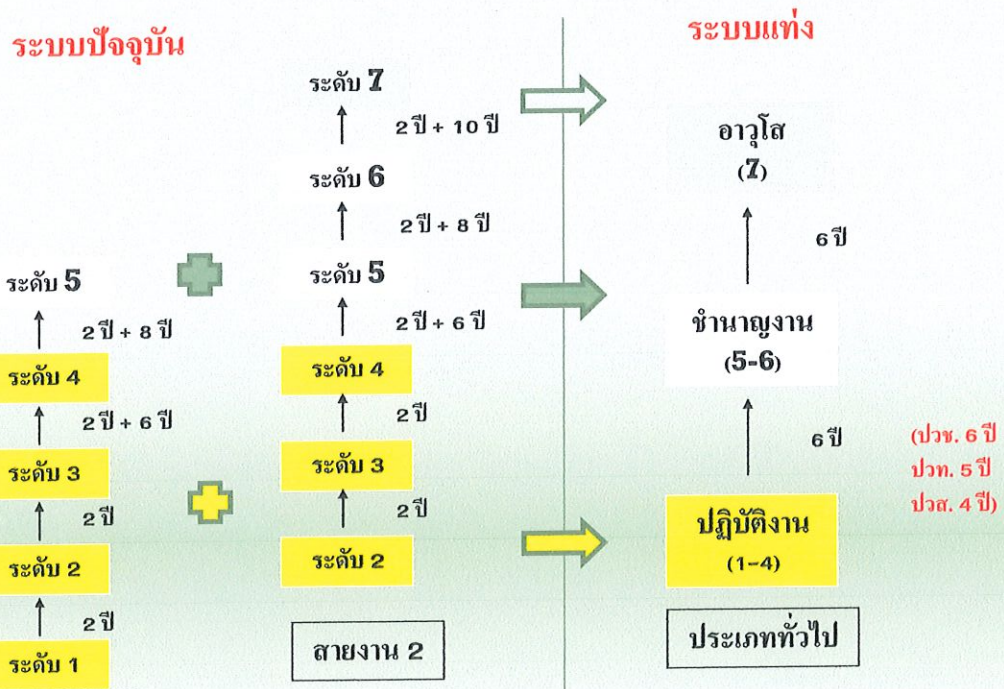 ระบบปัจจุบัน
ระดับ 5
2 ปี + 8 ปี
ระดับ 4
2 ปี + 6 ปี
ระดับ 3
2 ปี
ระดับ 2
2 ปี
ระดับ 1
ระดับ 7
2 ปี + 10 ปี
ระดับ 6
2 ปี + 8 ปี
ระดับ 5
2 ปี + 6 ปี
ระดับ 4
2 ปี
ระดับ 3
2 ปี
ระดับ 2
สายงาน 2
ระบบแท่ง
อาวุโส
(7)
6 ปี
ชำนาญงาน
(5-6)
6 ปี
(ปวช. 6 ปี
ปวท. 5 ปี
ปวส. 4 ปี)
ปฏิบัติงาน
(1-4)
ประเภททั่วไป